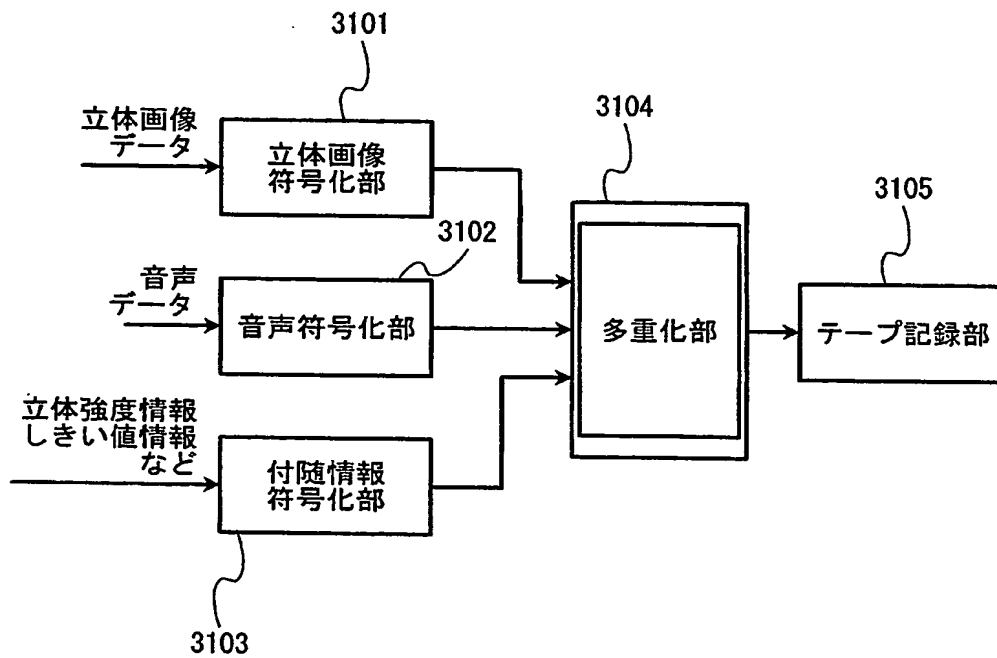 3101
立体画像
データ
立体画像
符号化部
3104
3102
3105
音声
データ
音声符号化部
多重化部
テープ記録部
立体強度情報
しきい値情報
など
付随情報
符号化部
3103